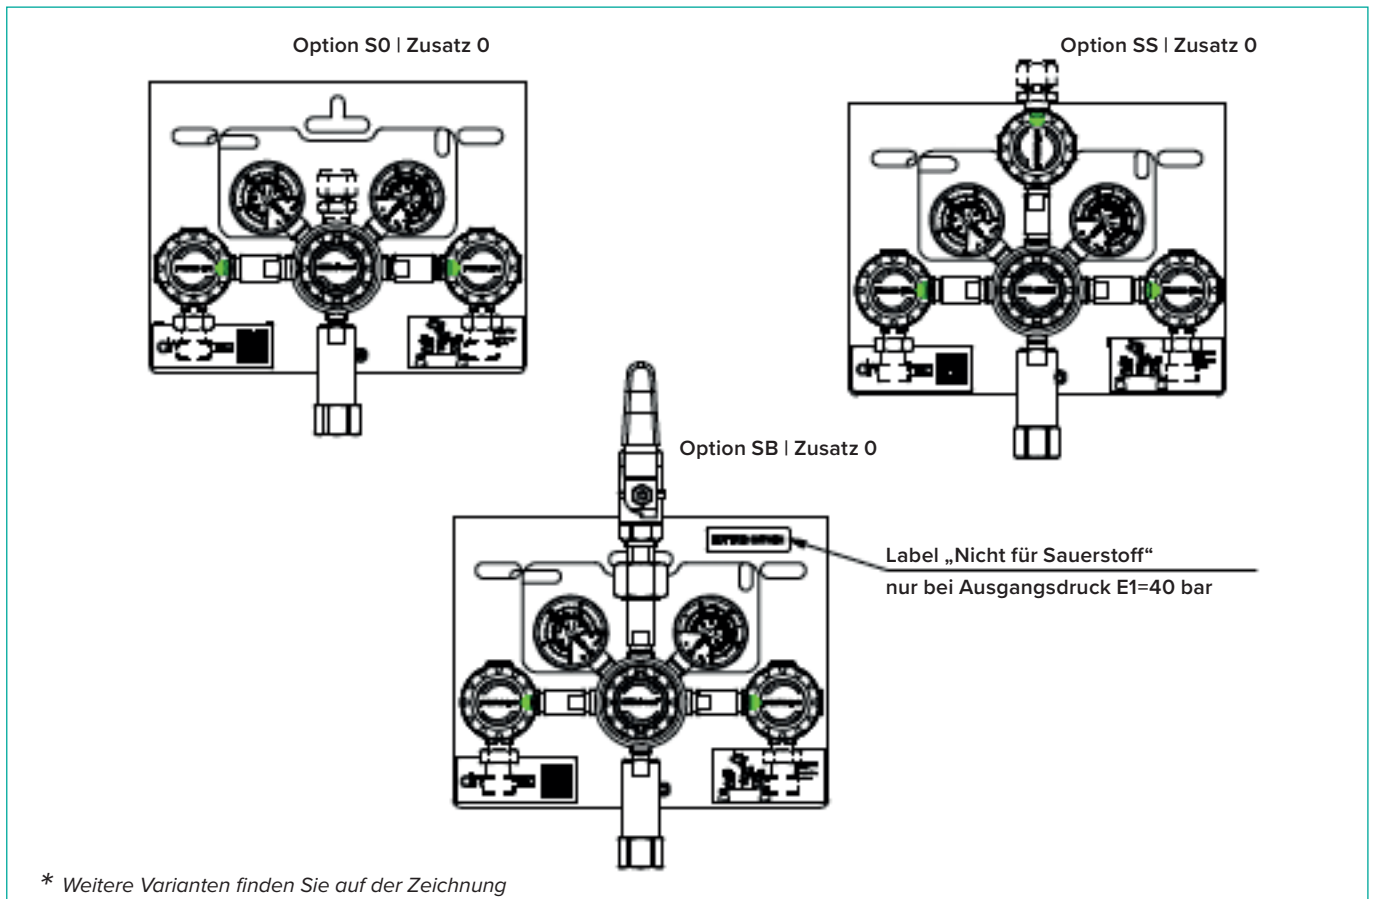 Option S0 | Zusatz 0
Option SS | Zusatz 0
Option SB | Zusatz 0
Label „Nicht für Sauerstoff“
nur bei Ausgangsdruck E1=40 bar
* Weitere Varianten finden Sie auf der Zeichnung